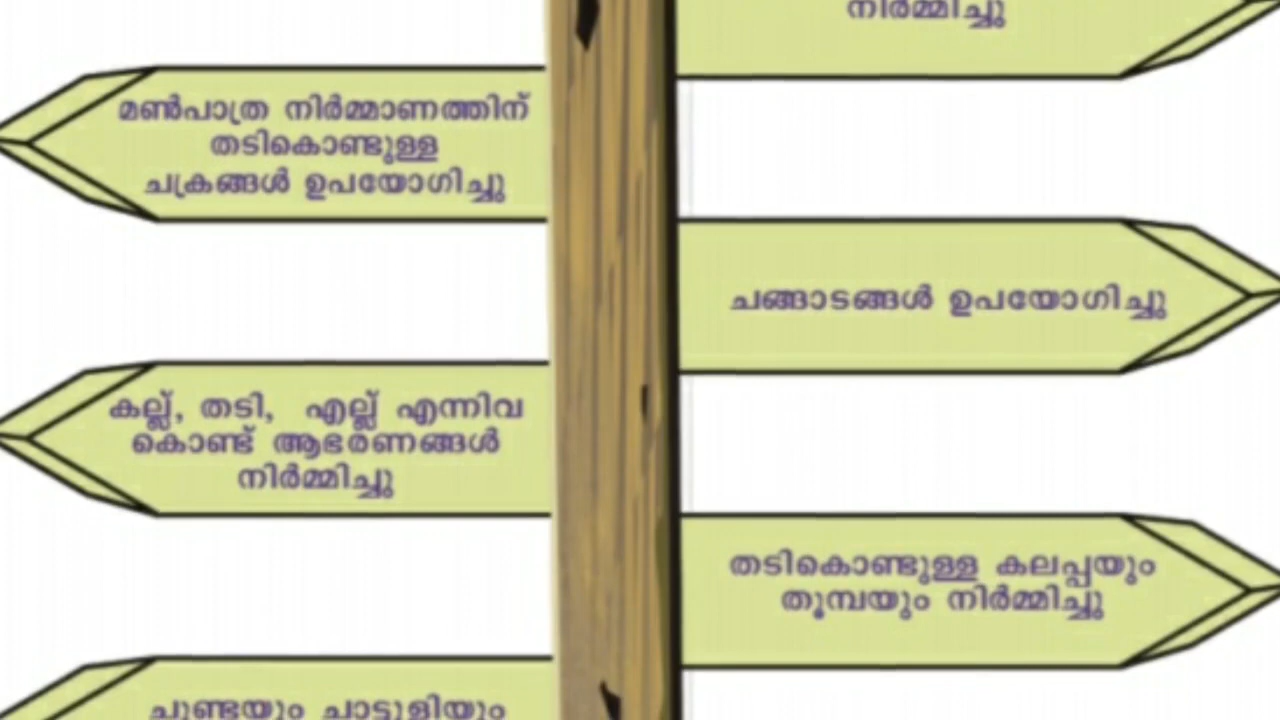 നിർമ്മിച്ചു
മൺപാത്ര നിർമ്മാണത്തിന്
തടികൊണ്ടുള്ള
ചക്രങ്ങൾ ഉപയോഗിച്ചു
ചങ്ങാടങ്ങൾ ഉപയോഗിച്ചു
കല്ല്, തടി, എല്ല് എന്നിവ
കൊണ്ട് ആഭരണങ്ങൾ
നിർമ്മിച്ചു
തടികൊണ്ടുള്ള കലപ്പയും
തൂമ്പയും നിർമ്മിച്ചു
ചൂണ്ടയും ചാട്ടുളിയും